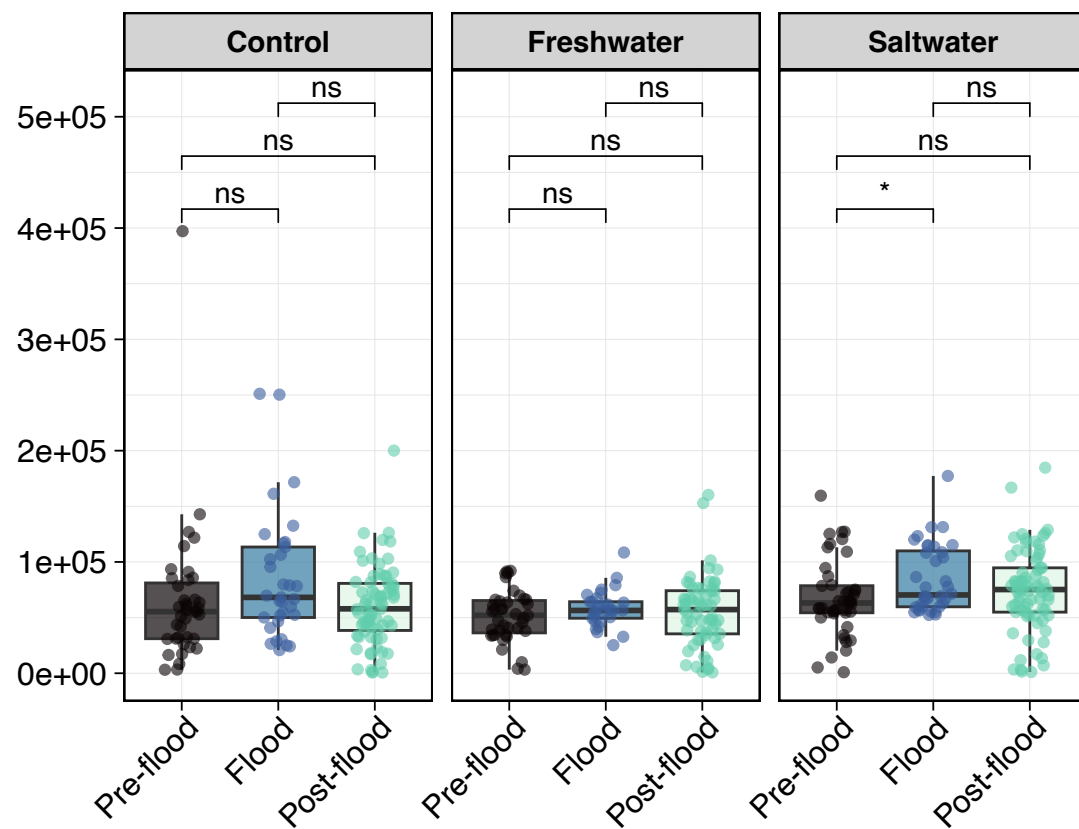 Control Freshwater Saltwater
ns ns ns
5e+05
ns ns ns
ns ns *
4e+05
3e+05
2e+05
1e+05
0e+00
Pre-flood Flood Post-flood Pre-flood Flood Post-flood Pre-flood Flood Post-flood